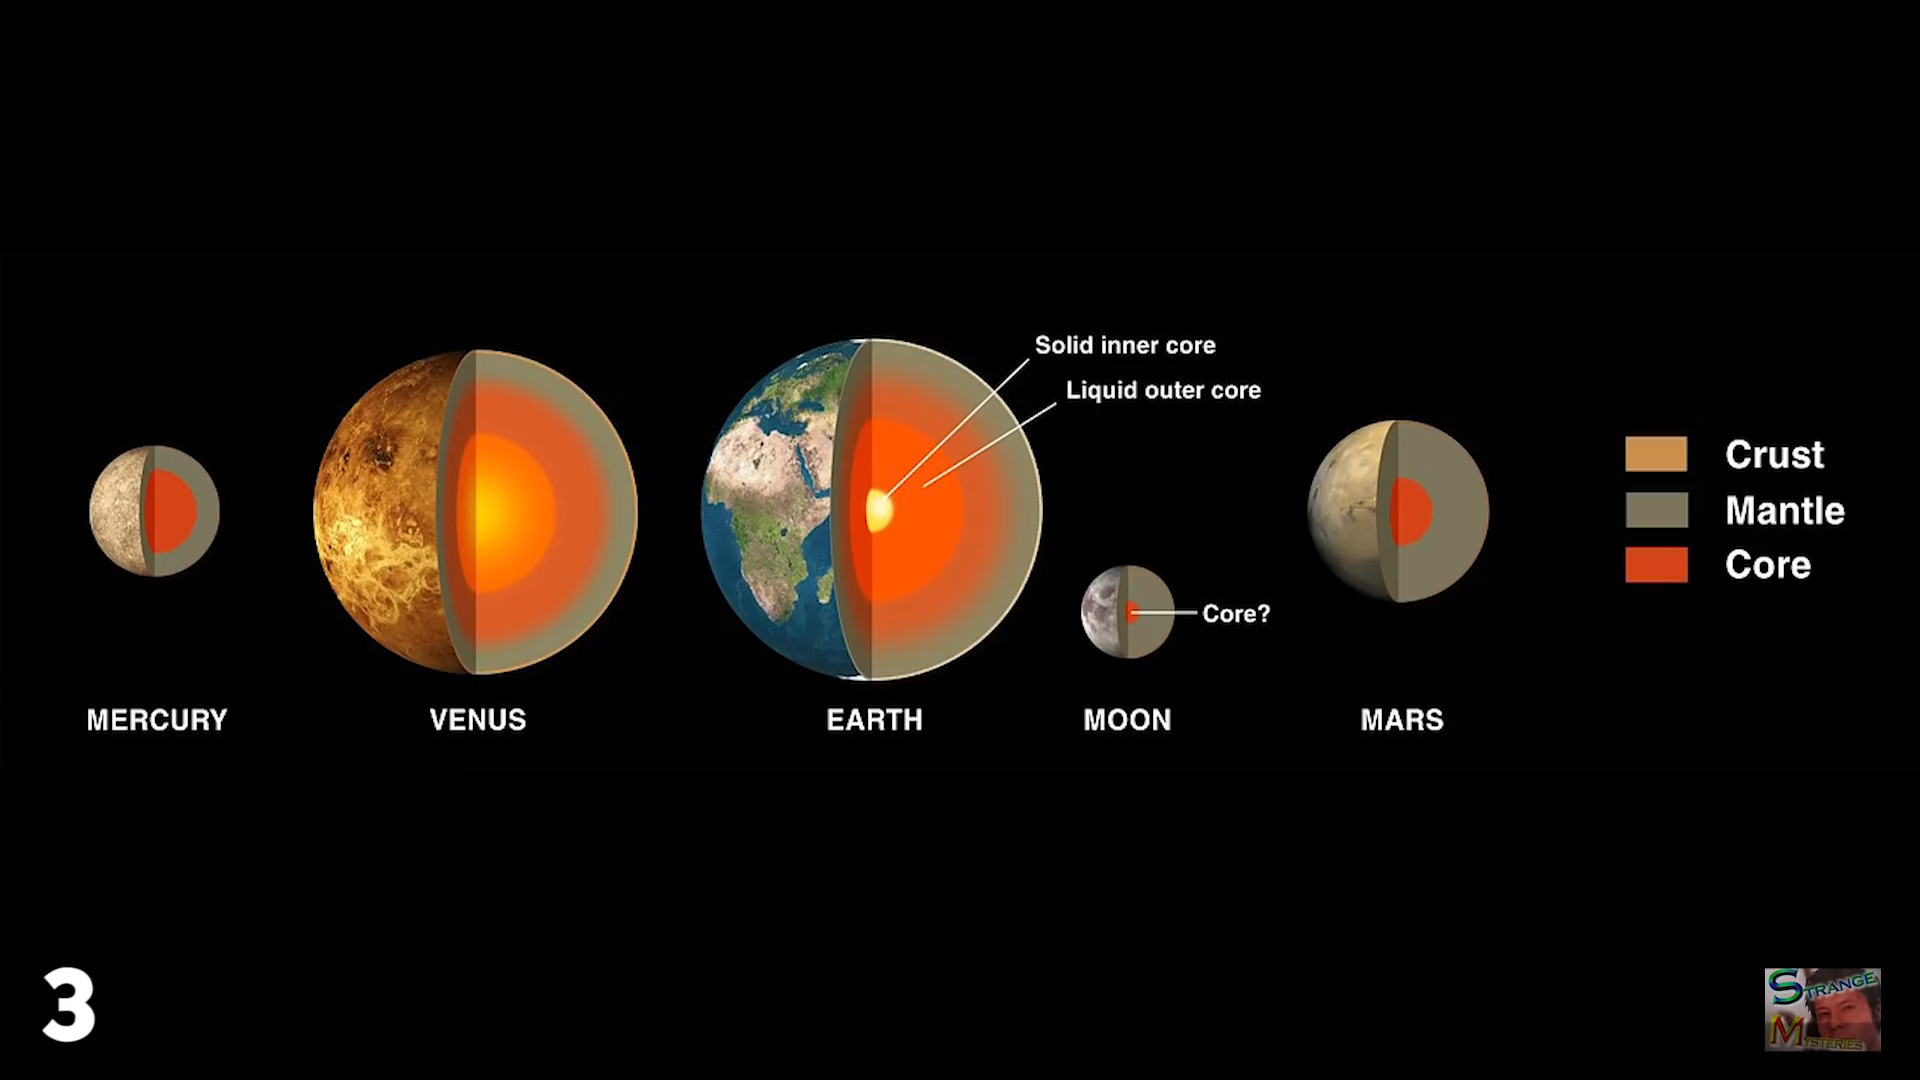 Solid inner core
Liquid outer core
Crust
Mantle
Core
Core?
MERCURY
VENUS
EARTH
MOON
MARS
3
STRANGE
MYSTERIES